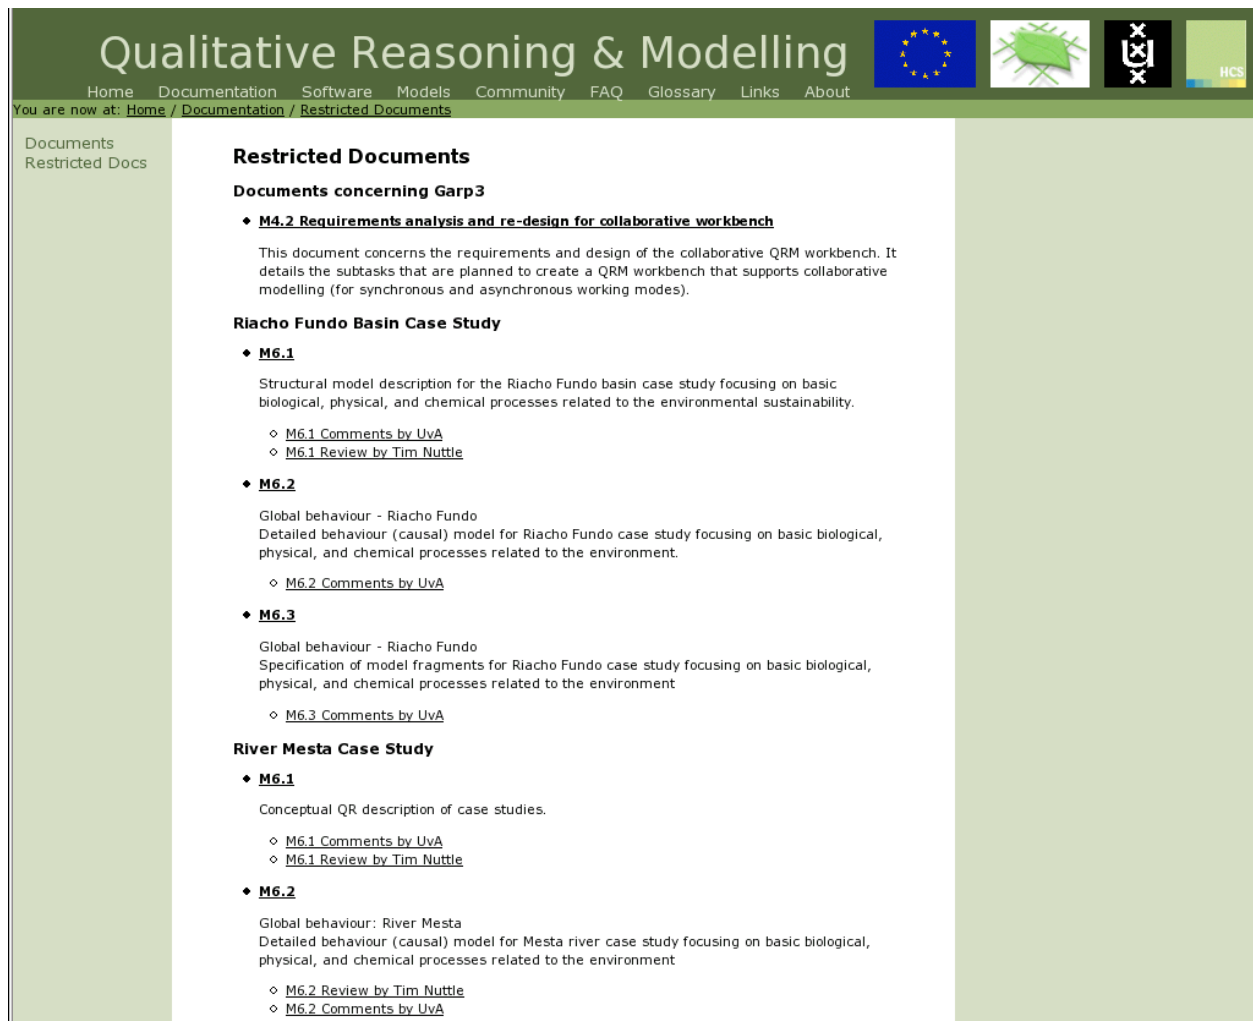 Qualitative Reasoning & Modelling
HCS
Home Documentation Software Models Community FAQ Glossary Links About
You are now at: Home / Documentation / Restricted Documents
Documents
Restricted Docs
Restricted Documents
Documents concerning Garp3
M4.2 Requirements analysis and re-design for collaborative workbench
This document concerns the requirements and design of the collaborative QRM workbench. It
details the subtasks that are planned to create a QRM workbench that supports collaborative
modelling (for synchronous and asynchronous working modes).
Riacho Fundo Basin Case Study
M6.1
Structural model description for the Riacho Fundo basin case study focusing on basic
biological, physical, and chemical processes related to the environmental sustainability.
M6.1 Comments by UvA
M6.1 Review by Tim Nuttle
M6.2
Global behaviour - Riacho Fundo
Detailed behaviour (causal) model for Riacho Fundo case study focusing on basic biological,
physical, and chemical processes related to the environment.
M6.2 Comments by UvA
M6.3
Global behaviour - Riacho Fundo
Specification of model fragments for Riacho Fundo case study focusing on basic biological,
physical, and chemical processes related to the environment
M6.3 Comments by UvA
River Mesta Case Study
M6.1
Conceptual QR description of case studies.
M6.1 Comments by UvA
M6.1 Review by Tim Nuttle
M6.2
Global behaviour: River Mesta
Detailed behaviour (causal) model for Mesta river case study focusing on basic biological,
physical, and chemical processes related to the environment
M6.2 Review by Tim Nuttle
M6.2 Comments by UvA